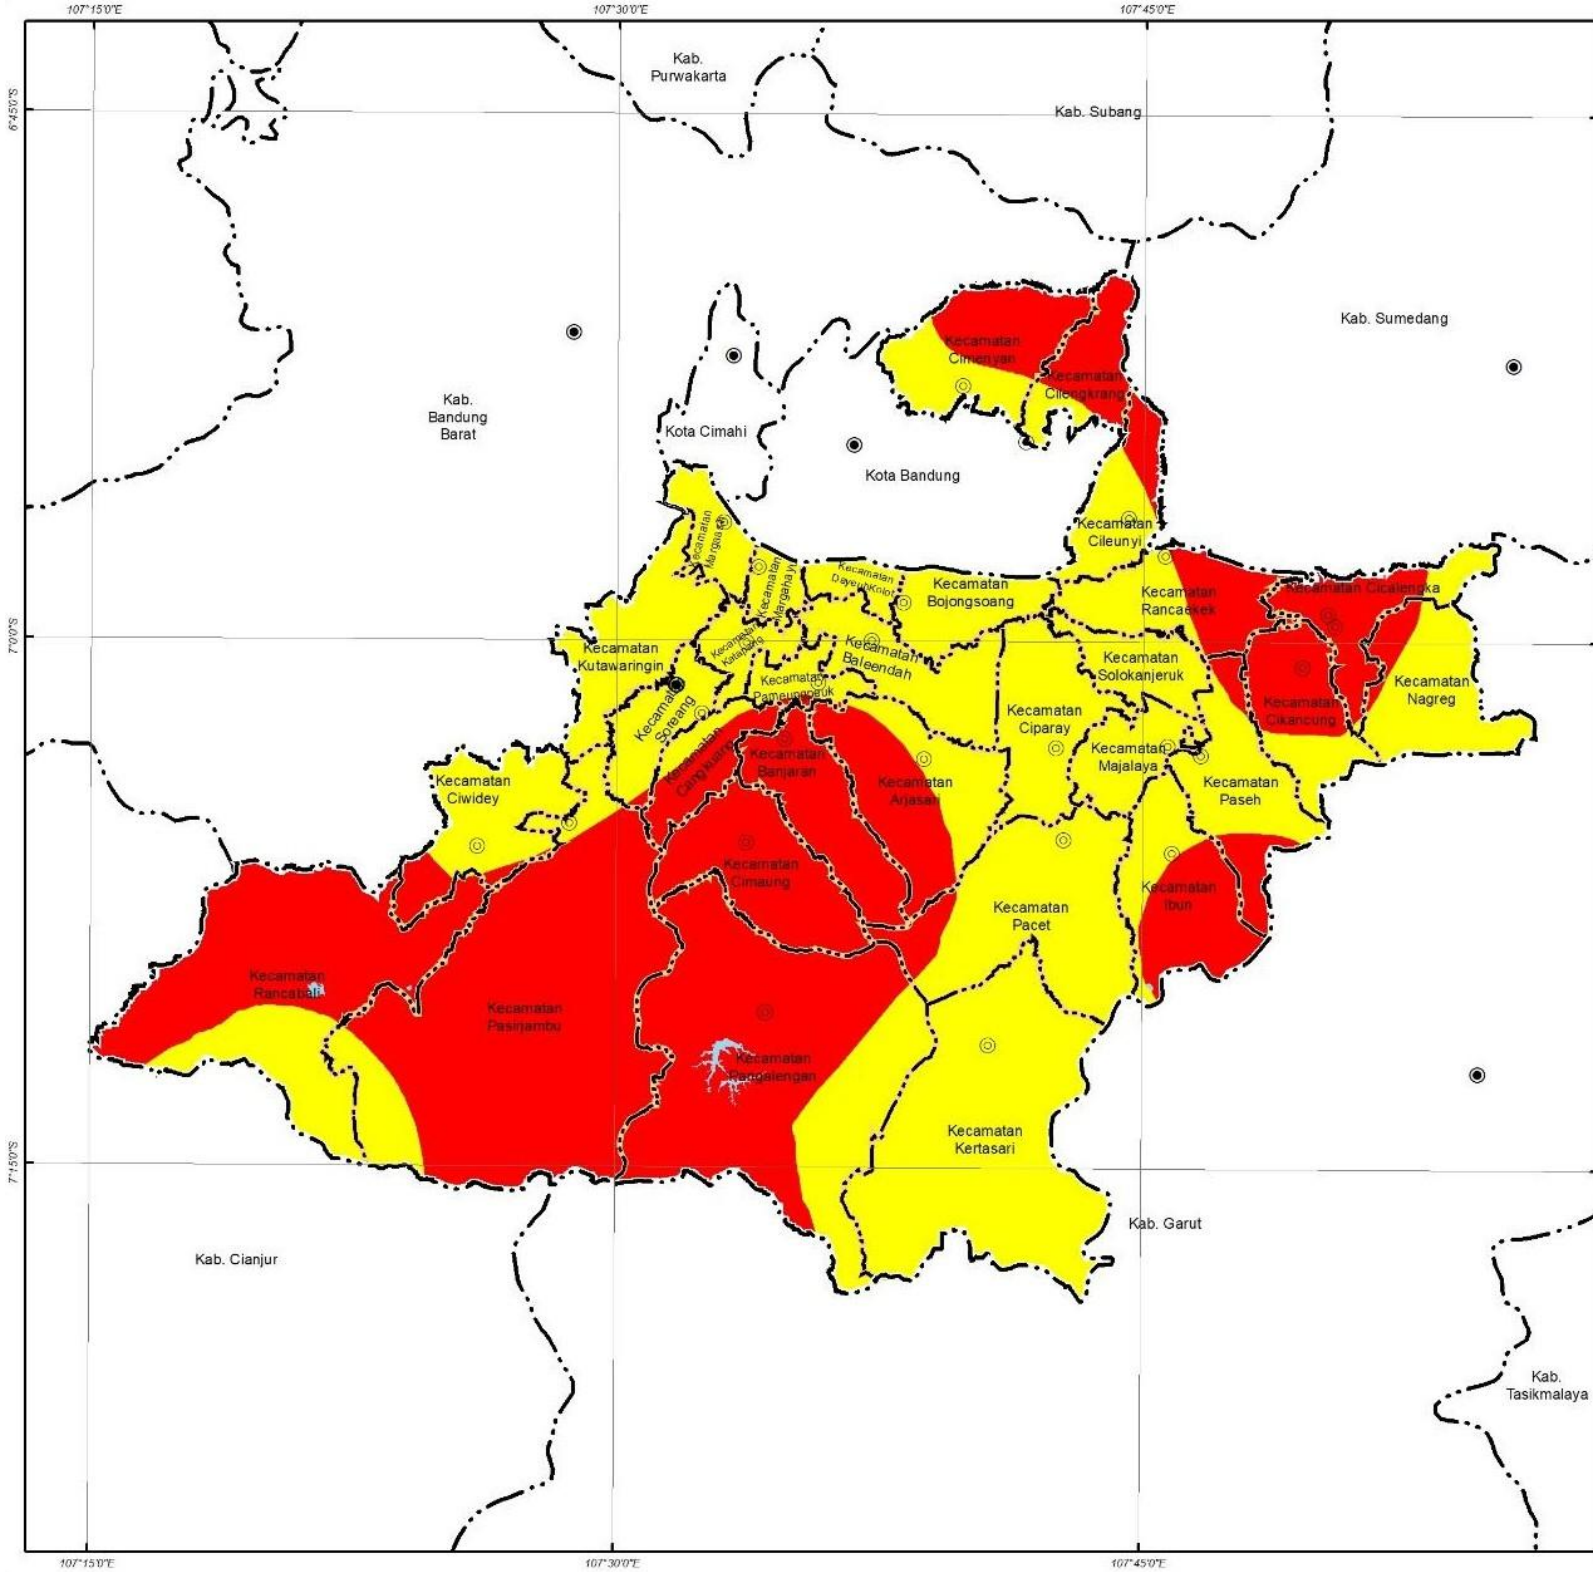 107°15'0"E
107°30'0"E
107°45'0"E
6°45'0"S
Kab.
Purwakarta
Kab. Subang
Kab. Sumedang
Kecamatan
Cimenyan
Kecamatan
Cilengkrang
Kab.
Bandung
Barat
Kota Cimahi
Kota Bandung
Kecamatan
Cileunyi
Kecamatan
Kecamatan
Margahayu
Kecamatan
DayeuhKolot
Kecamatan
Bojongsoang
Kecamatan
Rancaekek
Kecamatan Cicalengka
7°0'0"S
Kecamatan
Kutawaringin
Kecamatan
Katapang
Kecamatan
Baleendah
Kecamatan
Solokanjeruk
Kecamatan
Nagreg
Kecamatan
Pameungpeuk
Kecamatan
Soreang
Kecamatan
Cikancung
Kecamatan
Ciparay
Kecamatan
Cangkuang
Kecamatan
Banjaran
Kecamatan
Majalaya
Kecamatan
Ciwidey
Kecamatan
Arjasari
Kecamatan
Paseh
Kecamatan
Cimaung
Kecamatan
Ibun
Kecamatan
Pacet
Kecamatan
Rancabali
Kecamatan
Pasirjambu
Kecamatan
Pangalengan
Kecamatan
Kertasari
7°15'0"S
Kab. Garut
Kab. Cianjur
Kab.
Tasikmalaya
107°15'0"E
107°30'0"E
107°45'0"E